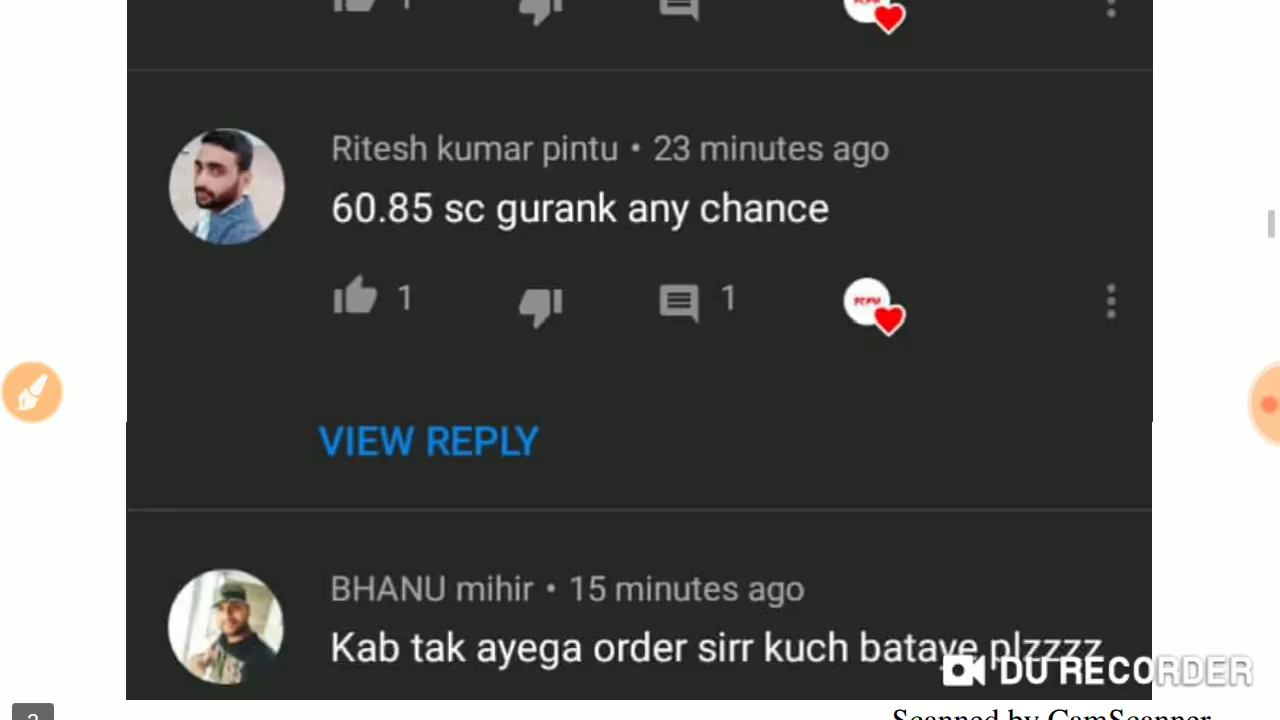 1
Ritesh kumar pintu • 23 minutes ago
60.85 sc gurank any chance
1
1
VIEW REPLY
BHANU mihir • 15 minutes ago
Kab tak ayega order sirr kuch bataye plzzzz
DU RECORDER
Scanned by CamScanner